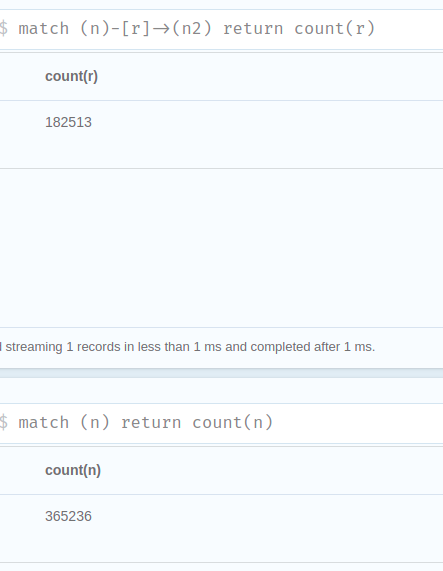 $ match (n)-[r]->(n2) return count(r)
count(r)
182513
streaming 1 records in less than 1 ms and completed after 1 ms.
$ match (n) return count(n)
count(n)
365236